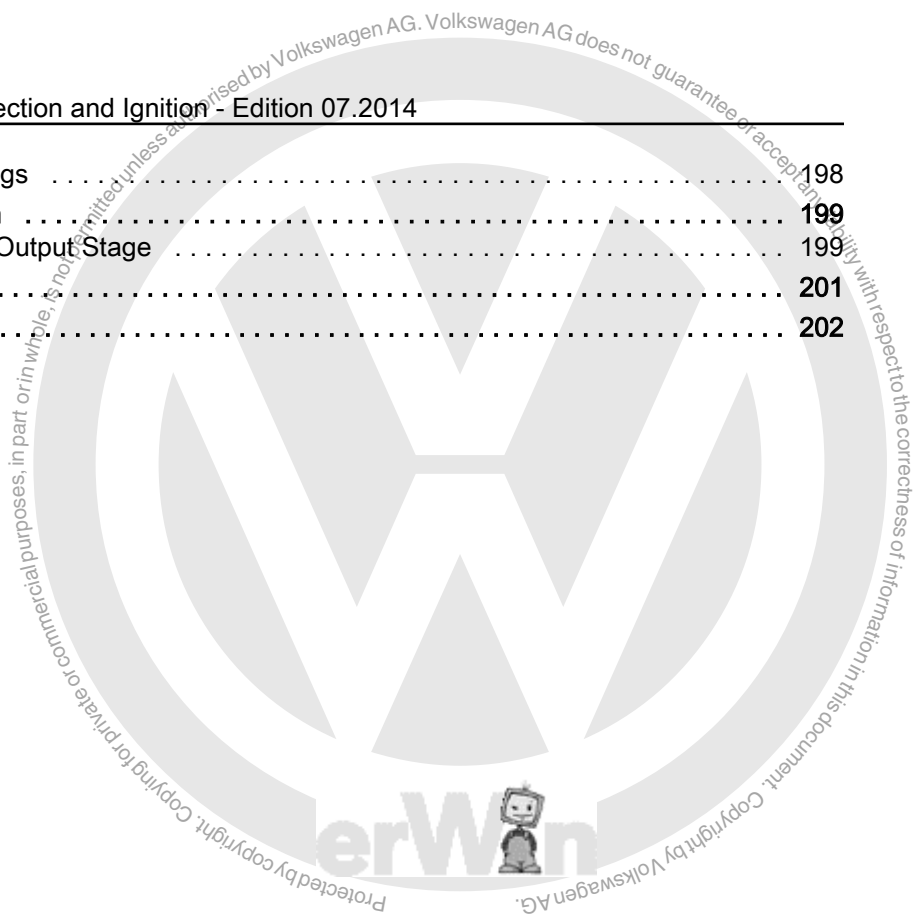 ection and Ignition - Edition 07.2014
gs . . . . . . . . . . . . . . . . . . . . . . . . . . . . . . . . . . . . . . . . . . . . . . . . . 198
n . . . . . . . . . . . . . . . . . . . . . . . . . . . . . . . . . . . . . . . . . . . . . . . . . 199
Output Stage . . . . . . . . . . . . . . . . . . . . . . . . . . . . . . . . . . . . . . . . 199
. . . . . . . . . . . . . . . . . . . . . . . . . . . . . . . . . . . . . . . . . . . . . . . . . . 201
. . . . . . . . . . . . . . . . . . . . . . . . . . . . . . . . . . . . . . . . . . . . . . . . . . 202
Protected by copyright. Copying for private or commercial purposes, in part or in whole, is not permitted unless authorised by Volkswagen AG. Volkswagen AG does not guarantee or accept any liability with respect to the correctness of information in this document. Copyright by Volkswagen AG.
erWin